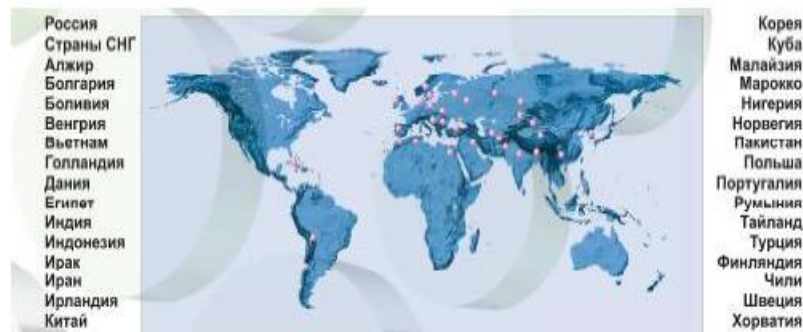 Россия
Страны СНГ
Алжир
Болгария
Боливия
Венгрия
Вьетнам
Голландия
Дания
Египет
Индия
Индонезия
Ирак
Иран
Ирландия
Китай
Корея
Куба
Малайзия
Марокко
Нигерия
Норвегия
Пакистан
Польша
Португалия
Румыния
Тайланд
Турция
Финляндия
Чили
Швеция
Хорватия